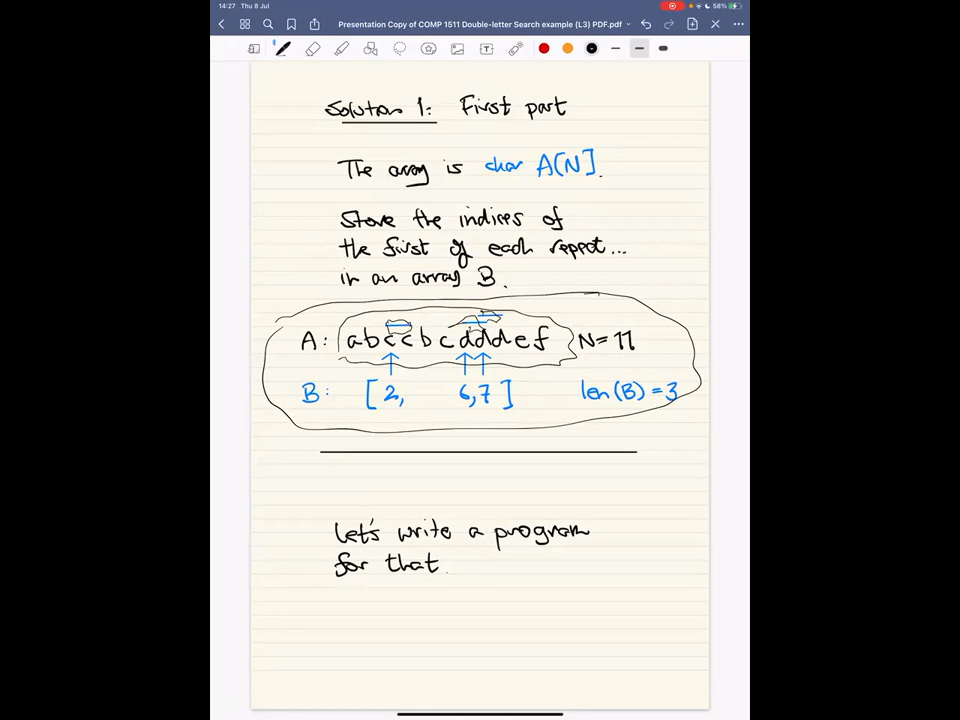 14:27 Thu 8 Jul
58%
Presentation Copy of COMP 1511 Double-letter Search example (L3) PDF.pdf
Solution 1: First part
The array is char A[N].
Store the indices of
the first of each repeat...
in an array B.
A: abccbcdddef N=11
B: [2, 6,7] len(B)=3
Let's write a program
for that